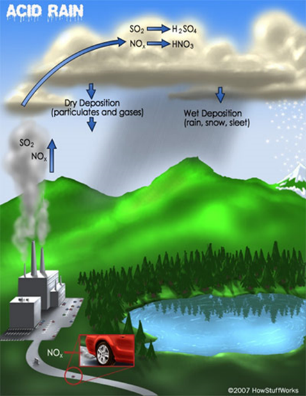 ACID RAIN
SO₂ → H₂SO₄
NOₓ → HNO₃
Dry Deposition
(particulates and gases)
Wet Deposition
(rain, snow, sleet)
SO₂
NOₓ
NOₓ
©2007 HowStuffWorks